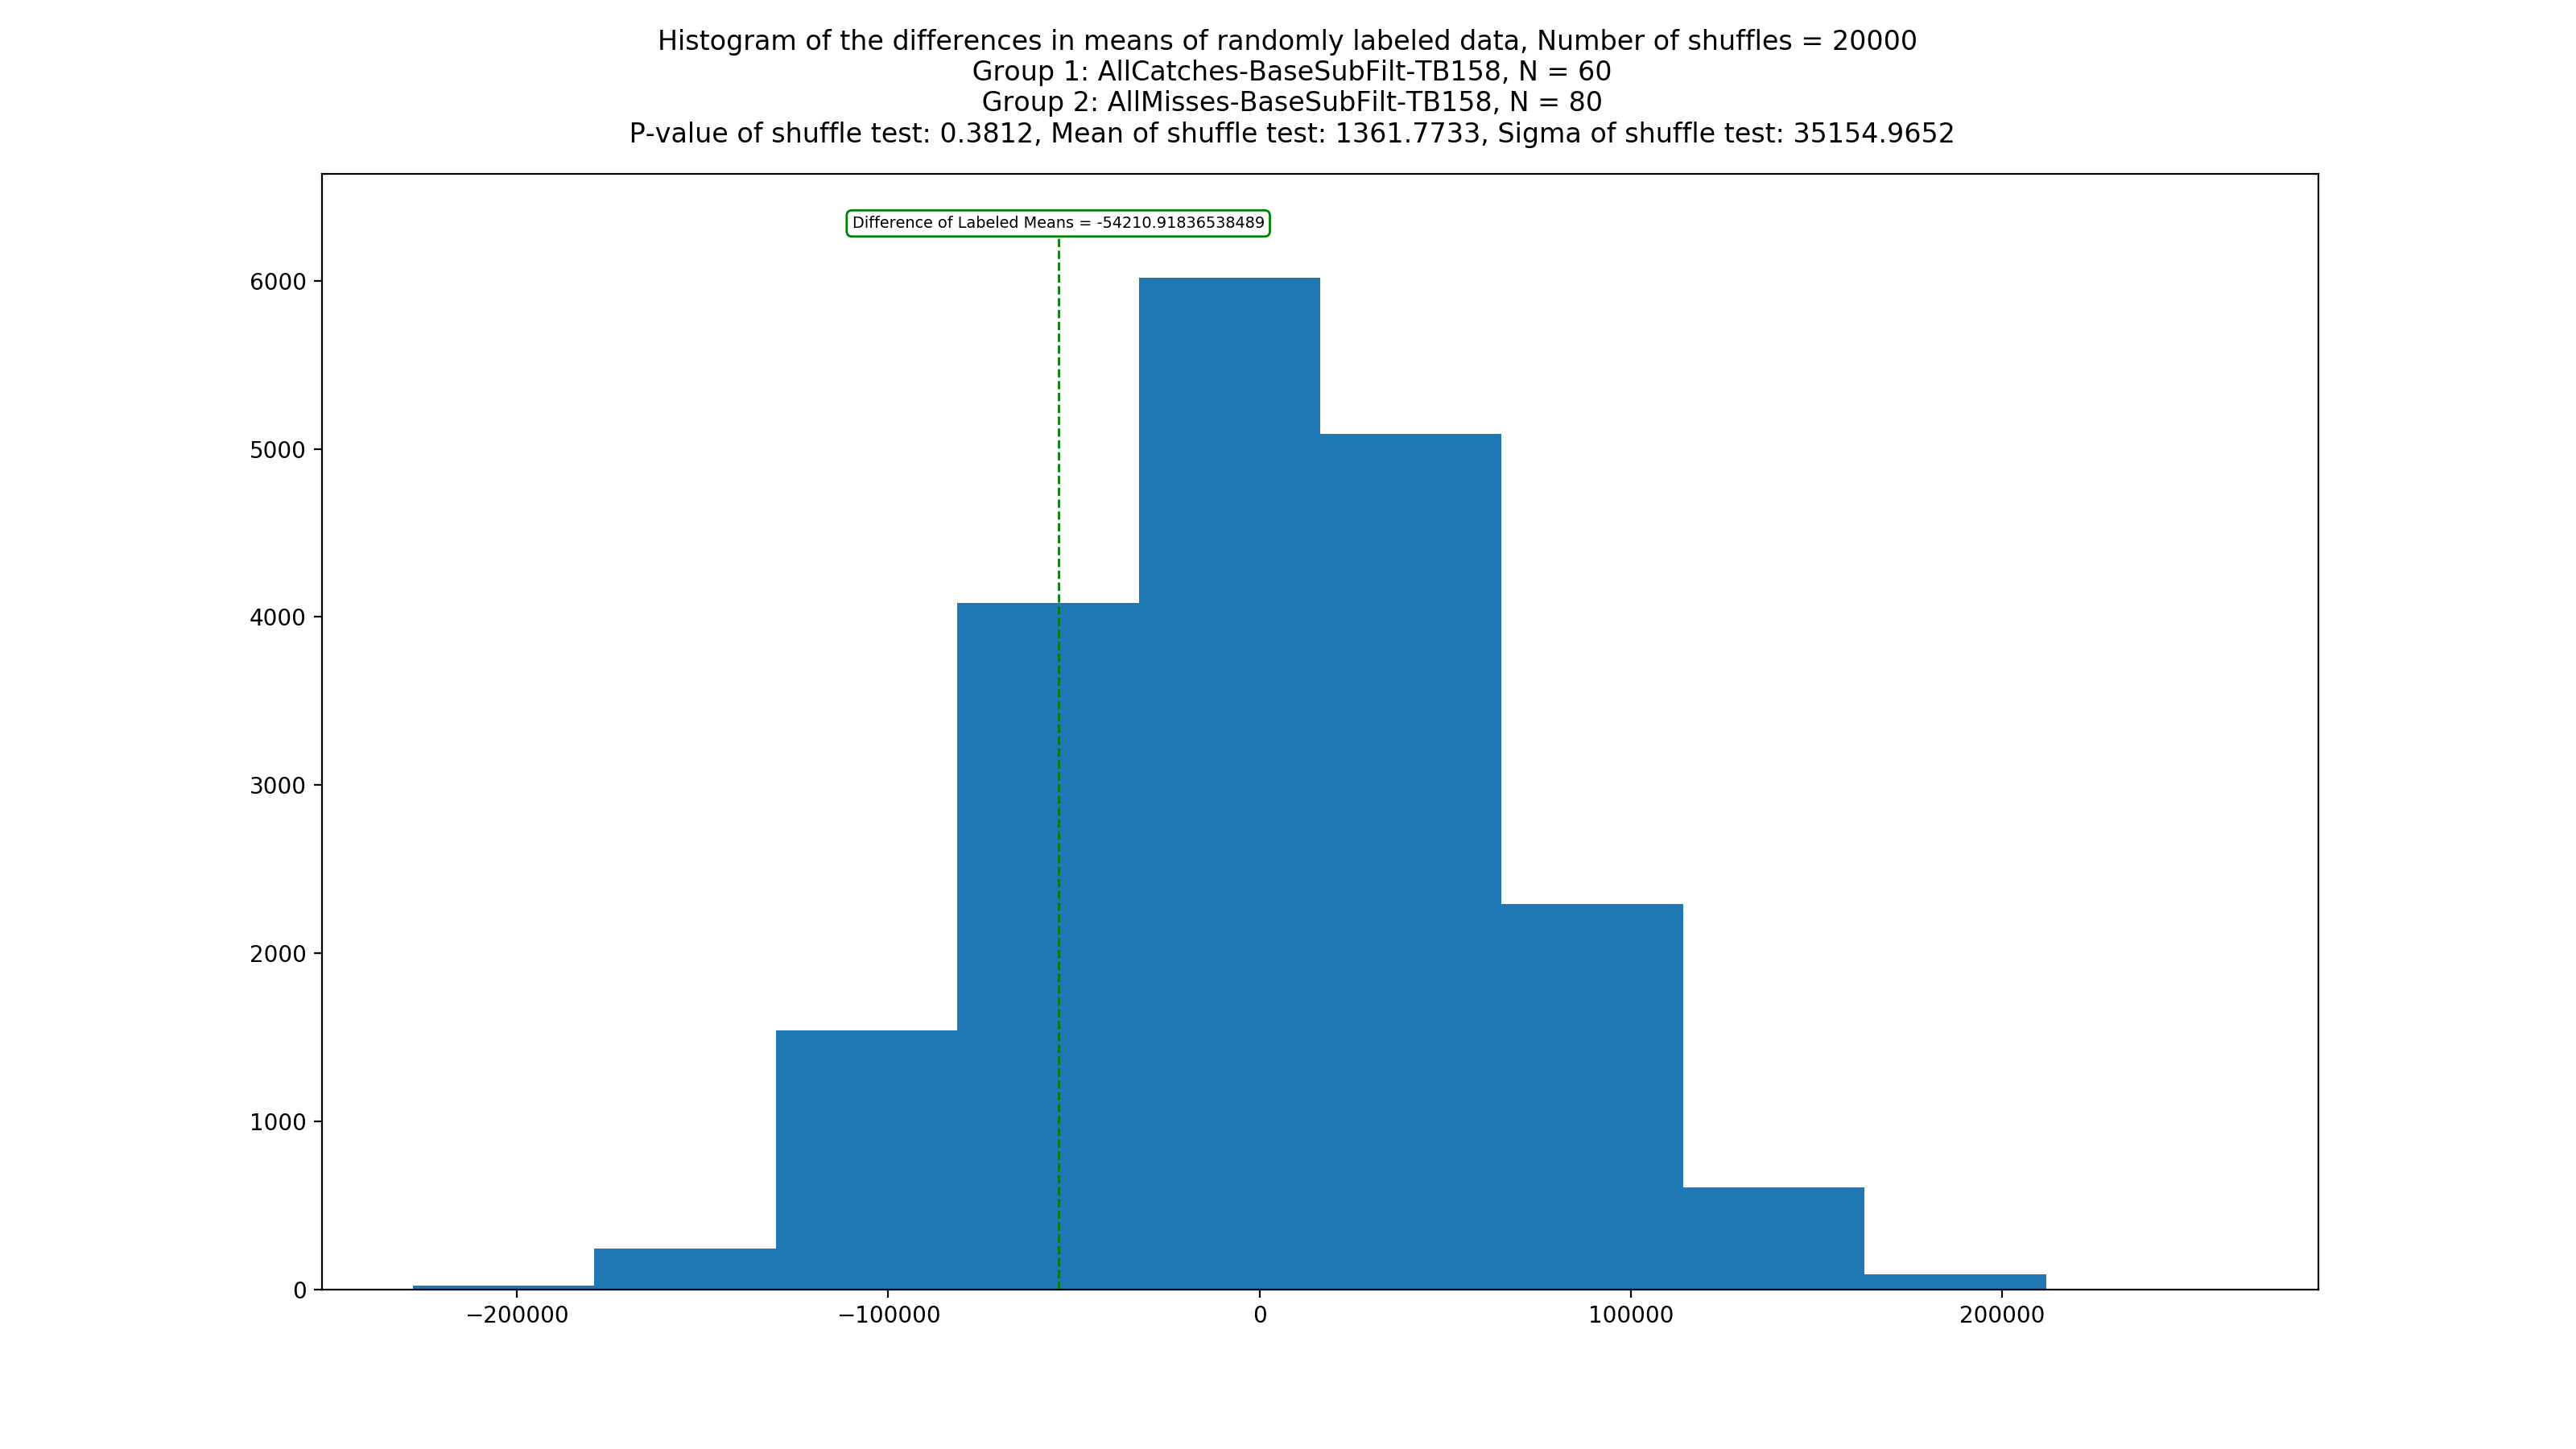 Histogram of the differences in means of randomly labeled data, Number of shuffles = 20000
Group 1: AllCatches-BaseSubFilt-TB158, N = 60
Group 2: AllMisses-BaseSubFilt-TB158, N = 80
P-value of shuffle test: 0.3812, Mean of shuffle test: 1361.7733, Sigma of shuffle test: 35154.9652
Difference of Labeled Means = -54210.91836538489
6000
5000
4000
3000
2000
1000
0
−200000
−100000
0
100000
200000